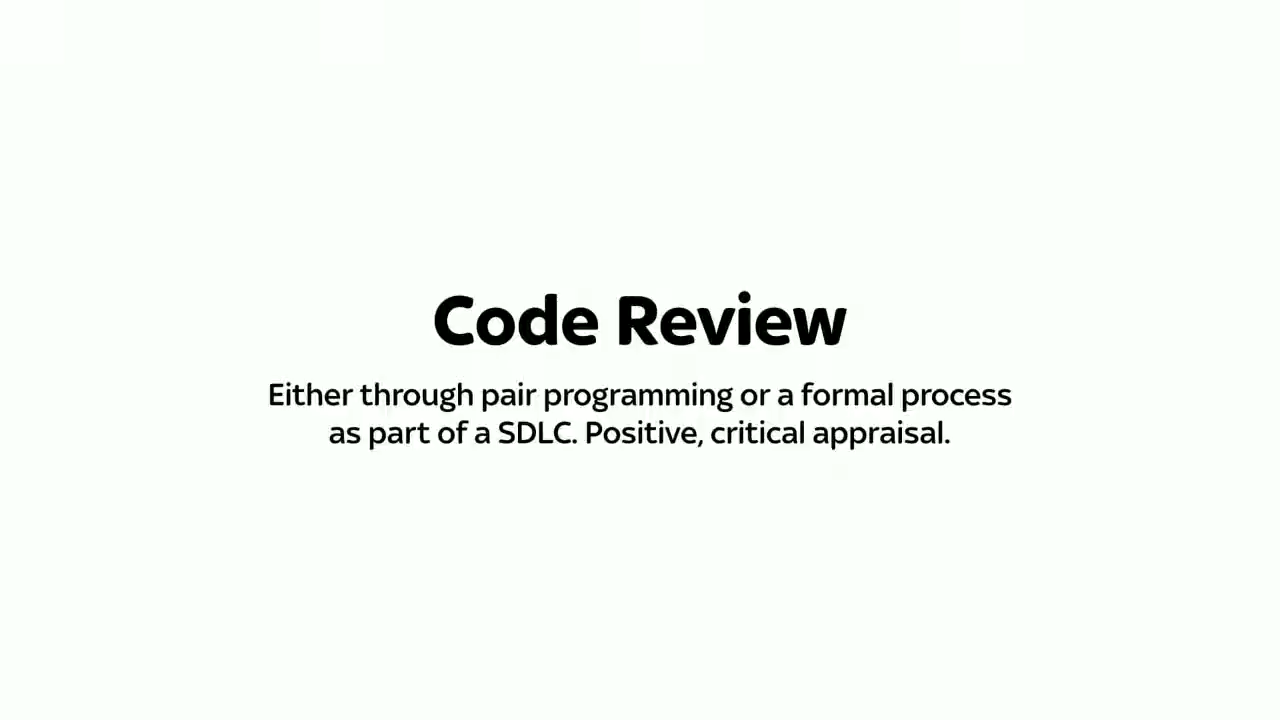 Code Review
Either through pair programming or a formal process
as part of a SDLC. Positive, critical appraisal.